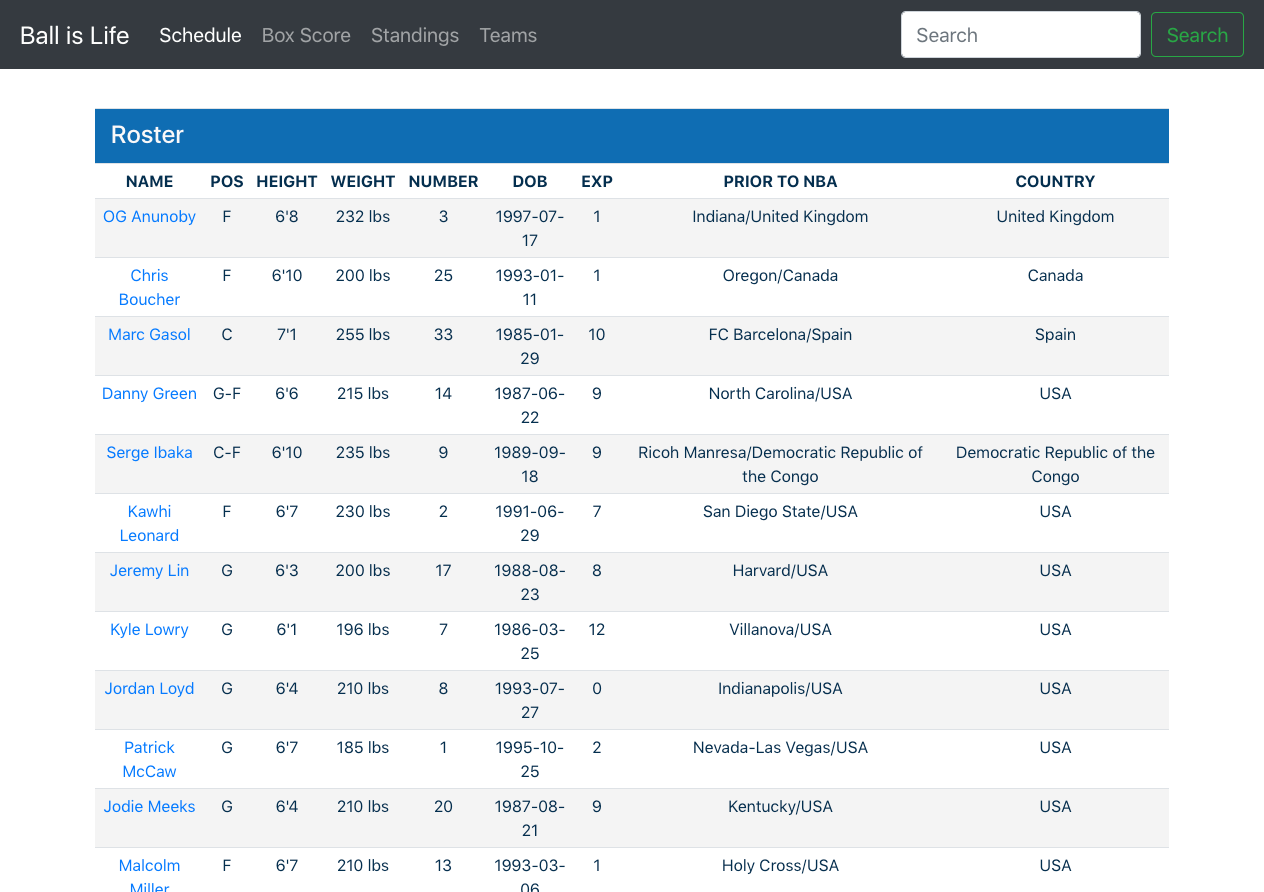 Ball is Life Schedule Box Score Standings Teams Search Search
Roster
NAME POS HEIGHT WEIGHT NUMBER DOB EXP PRIOR TO NBA COUNTRY
OG Anunoby F 6'8 232 lbs 3 1997-07- 1 Indiana/United Kingdom United Kingdom
17
Chris F 6'10 200 lbs 25 1993-01- 1 Oregon/Canada Canada
Boucher 11
Marc Gasol C 7'1 255 lbs 33 1985-01- 10 FC Barcelona/Spain Spain
29
Danny Green G-F 6'6 215 lbs 14 1987-06- 9 North Carolina/USA USA
22
Serge Ibaka C-F 6'10 235 lbs 9 1989-09- 9 Ricoh Manresa/Democratic Republic of Democratic Republic of the
18 the Congo Congo
Kawhi F 6'7 230 lbs 2 1991-06- 7 San Diego State/USA USA
Leonard 29
Jeremy Lin G 6'3 200 lbs 17 1988-08- 8 Harvard/USA USA
23
Kyle Lowry G 6'1 196 lbs 7 1986-03- 12 Villanova/USA USA
25
Jordan Loyd G 6'4 210 lbs 8 1993-07- 0 Indianapolis/USA USA
27
Patrick G 6'7 185 lbs 1 1995-10- 2 Nevada-Las Vegas/USA USA
McCaw 25
Jodie Meeks G 6'4 210 lbs 20 1987-08- 9 Kentucky/USA USA
21
Malcolm F 6'7 210 lbs 13 1993-03- 1 Holy Cross/USA USA
Miller 06